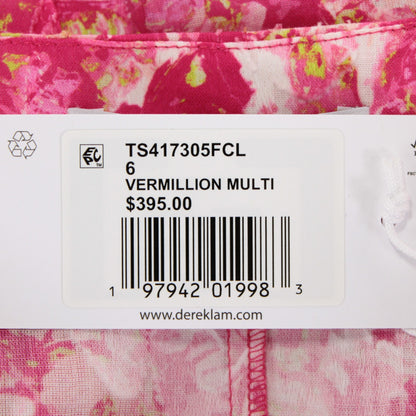 TS417305FCL
6
VERMILLION MULTI
$395.00
1 97942 01998 3
www.dereklam.com